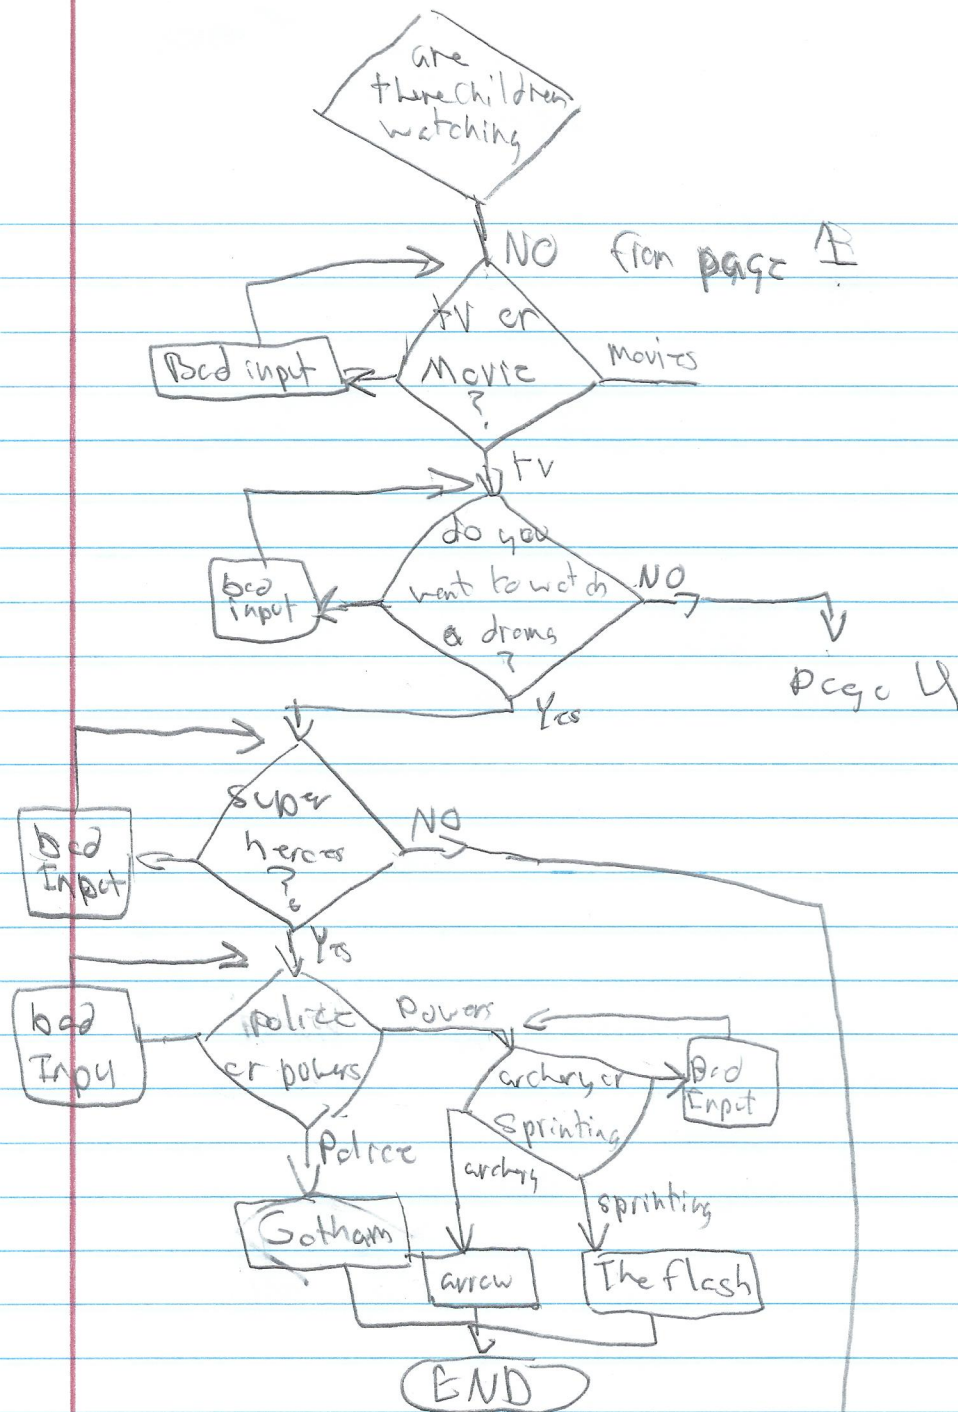 are
there children
watching
NO from page 1
tv or
Movie
?
Movies
Bad input
tv
do you
want to watch
a drama
?
NO
bad
input
page 4
Yes
super
heroes
?
NO
bad
Input
Yes
police
or powers
Powers
bad
Inpu
archery or
Sprinting
Bad
Input
Police
archery
sprinting
Gotham
arrow
The flash
END